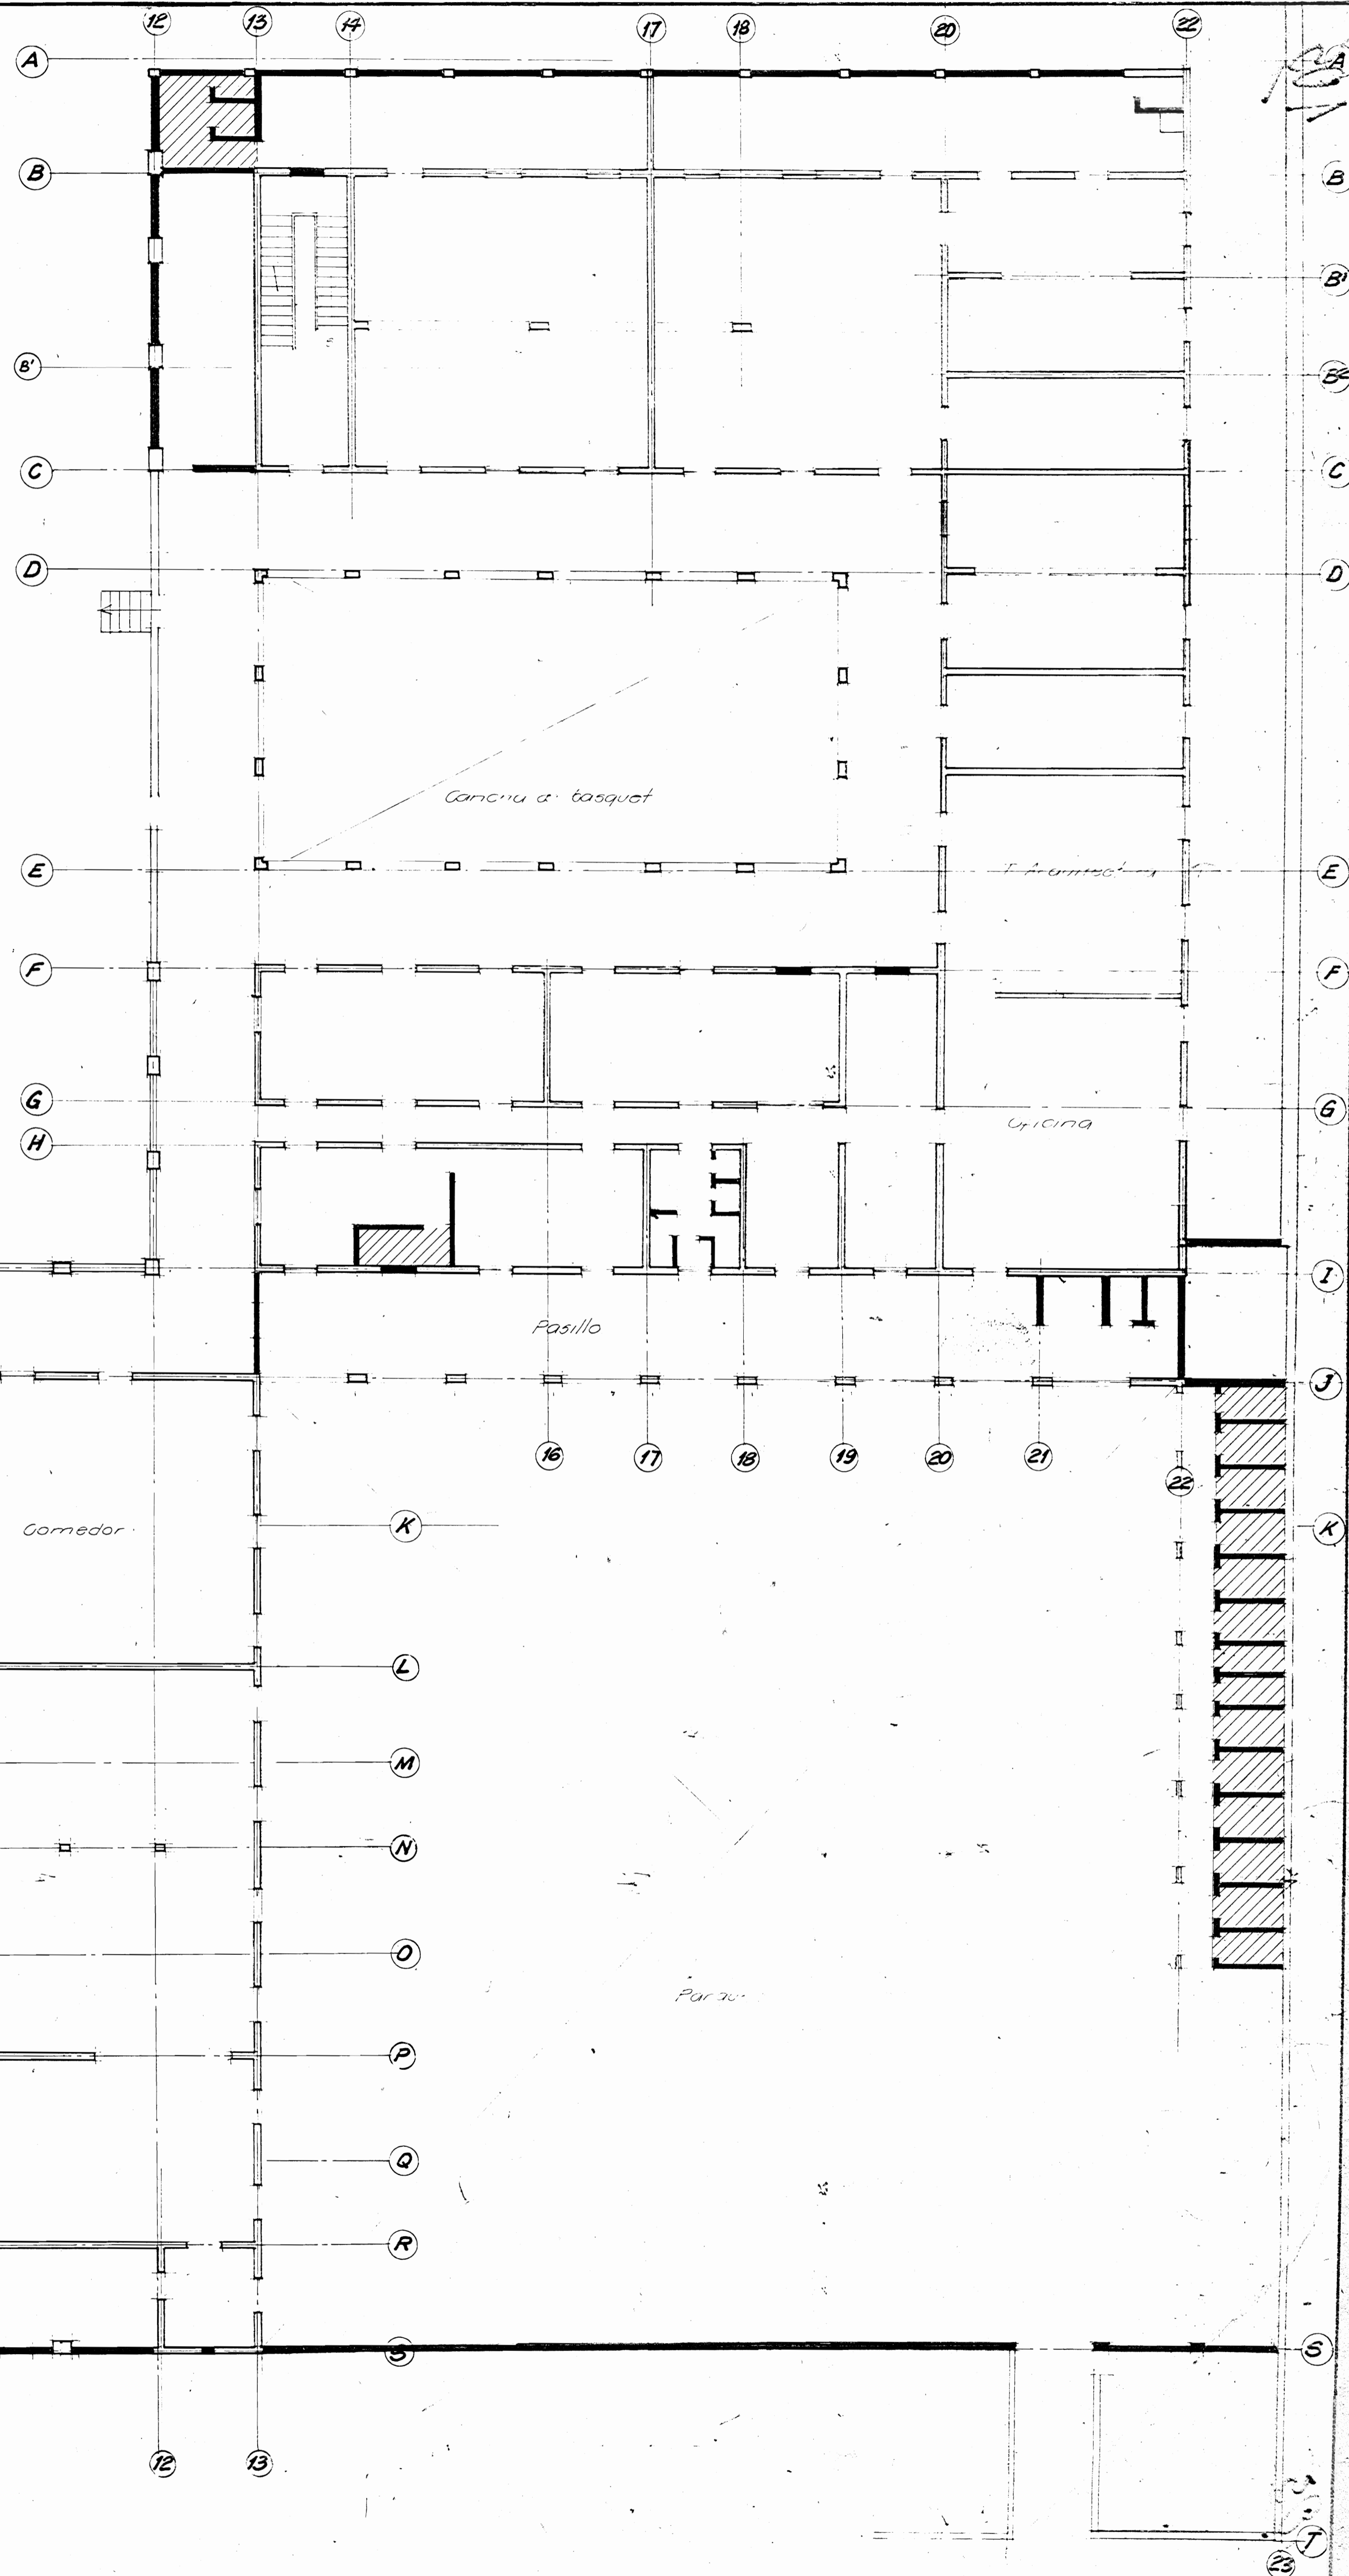 12 13 14 17 18 20 22
A A
B B
B'
B' B²
C C
D D
Cancha d. basquet
E E
F F
G G
Oficina
H
I
Pasillo
J
16 17 18 19 20 21
22
Comedor
K K
L
M
N
O
P
Q
R
S S
12 13
T
23